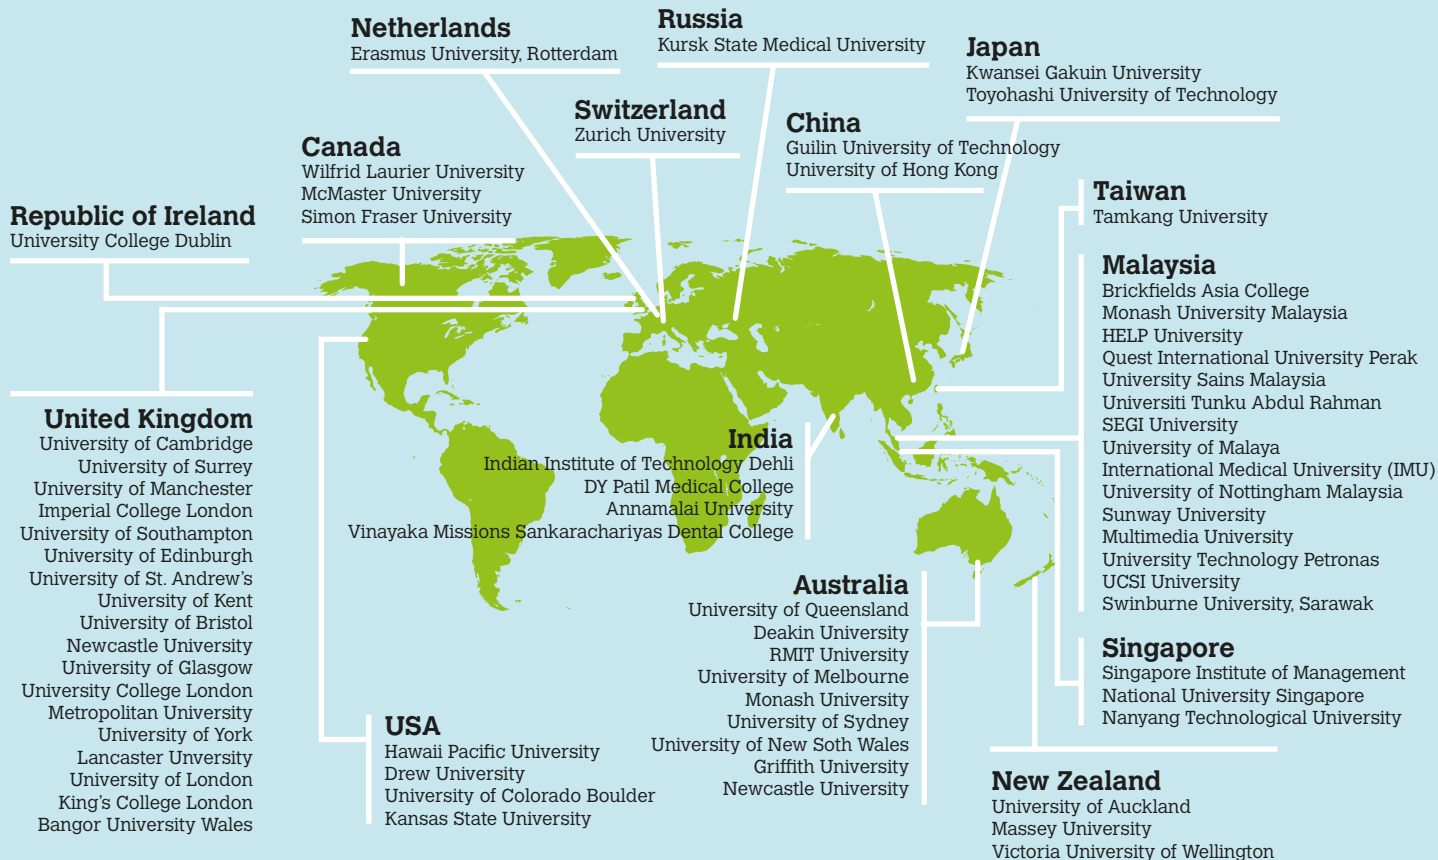 Netherlands
Erasmus University, Rotterdam
Russia
Kursk State Medical University
Japan
Kwansei Gakuin University
Toyohashi University of Technology
Switzerland
Zurich University
China
Guilin University of Technology
University of Hong Kong
Canada
Wilfrid Laurier University
McMaster University
Simon Fraser University
Taiwan
Tamkang University
Republic of Ireland
University College Dublin
Malaysia
Brickfields Asia College
Monash University Malaysia
HELP University
Quest International University Perak
University Sains Malaysia
Universiti Tunku Abdul Rahman
SEGI University
University of Malaya
International Medical University (IMU)
University of Nottingham Malaysia
Sunway University
Multimedia University
University Technology Petronas
UCSI University
Swinburne University, Sarawak
United Kingdom
University of Cambridge
University of Surrey
University of Manchester
Imperial College London
University of Southampton
University of Edinburgh
University of St. Andrew's
University of Kent
University of Bristol
Newcastle University
University of Glasgow
University College London
Metropolitan University
University of York
Lancaster Unversity
University of London
King's College London
Bangor University Wales
India
Indian Institute of Technology Dehli
DY Patil Medical College
Annamalai University
Vinayaka Missions Sankarachariyas Dental College
Australia
University of Queensland
Deakin University
RMIT University
University of Melbourne
Monash University
University of Sydney
University of New Soth Wales
Griffith University
Newcastle University
Singapore
Singapore Institute of Management
National University Singapore
Nanyang Technological University
USA
Hawaii Pacific University
Drew University
University of Colorado Boulder
Kansas State University
New Zealand
University of Auckland
Massey University
Victoria University of Wellington